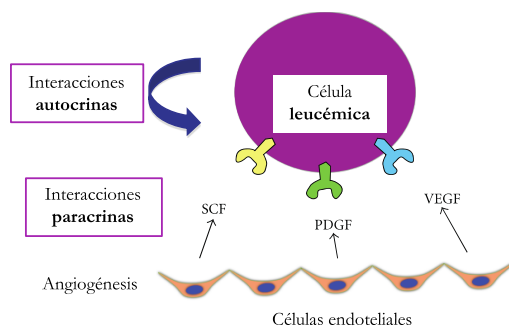 Interacciones
autocrinas
Célula
leucémica
Interacciones
paracrinas
SCF
PDGF
VEGF
Angiogénesis
Células endoteliales